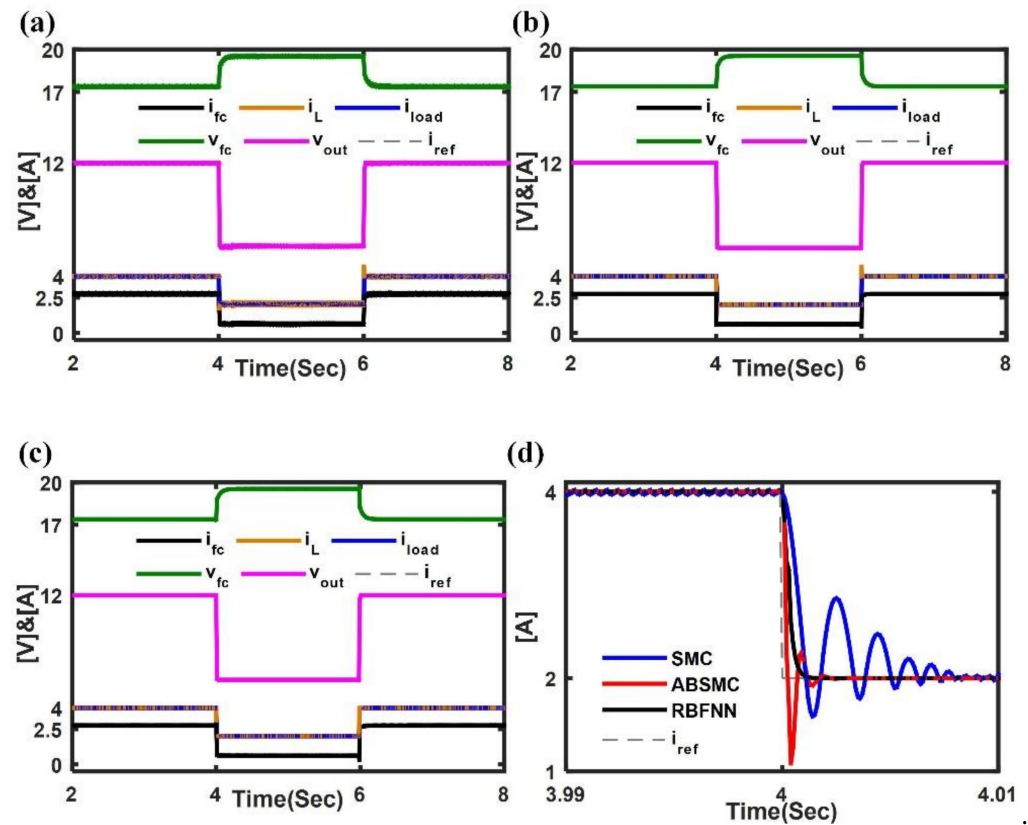 (a)
[V]&[A]
20
17
12
4
2.5
0
i_fc i_L i_load
v_fc v_out i_ref
2 4 6 8
Time(Sec)
(b)
[V]&[A]
20
17
12
4
2.5
0
i_fc i_L i_load
v_fc v_out i_ref
2 4 6 8
Time(Sec)
(c)
[V]&[A]
20
17
12
4
2.5
0
i_fc i_L i_load
v_fc v_out i_ref
2 4 6 8
Time(Sec)
(d)
[A]
4
2
1
SMC
ABSMC
RBFNN
i_ref
3.99 4 4.01
Time(Sec)
.